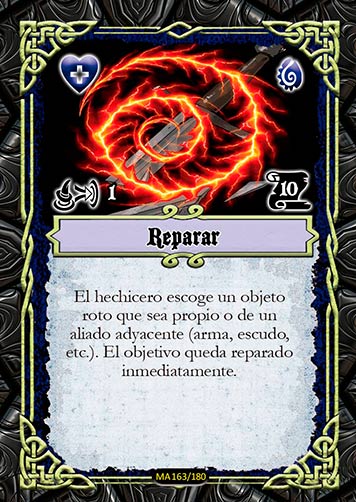 1
10
Reparar
El hechicero escoge un objeto
roto que sea propio o de un
aliado adyacente (arma, escudo,
etc.). El objetivo queda reparado
inmediatamente.
MA163/180